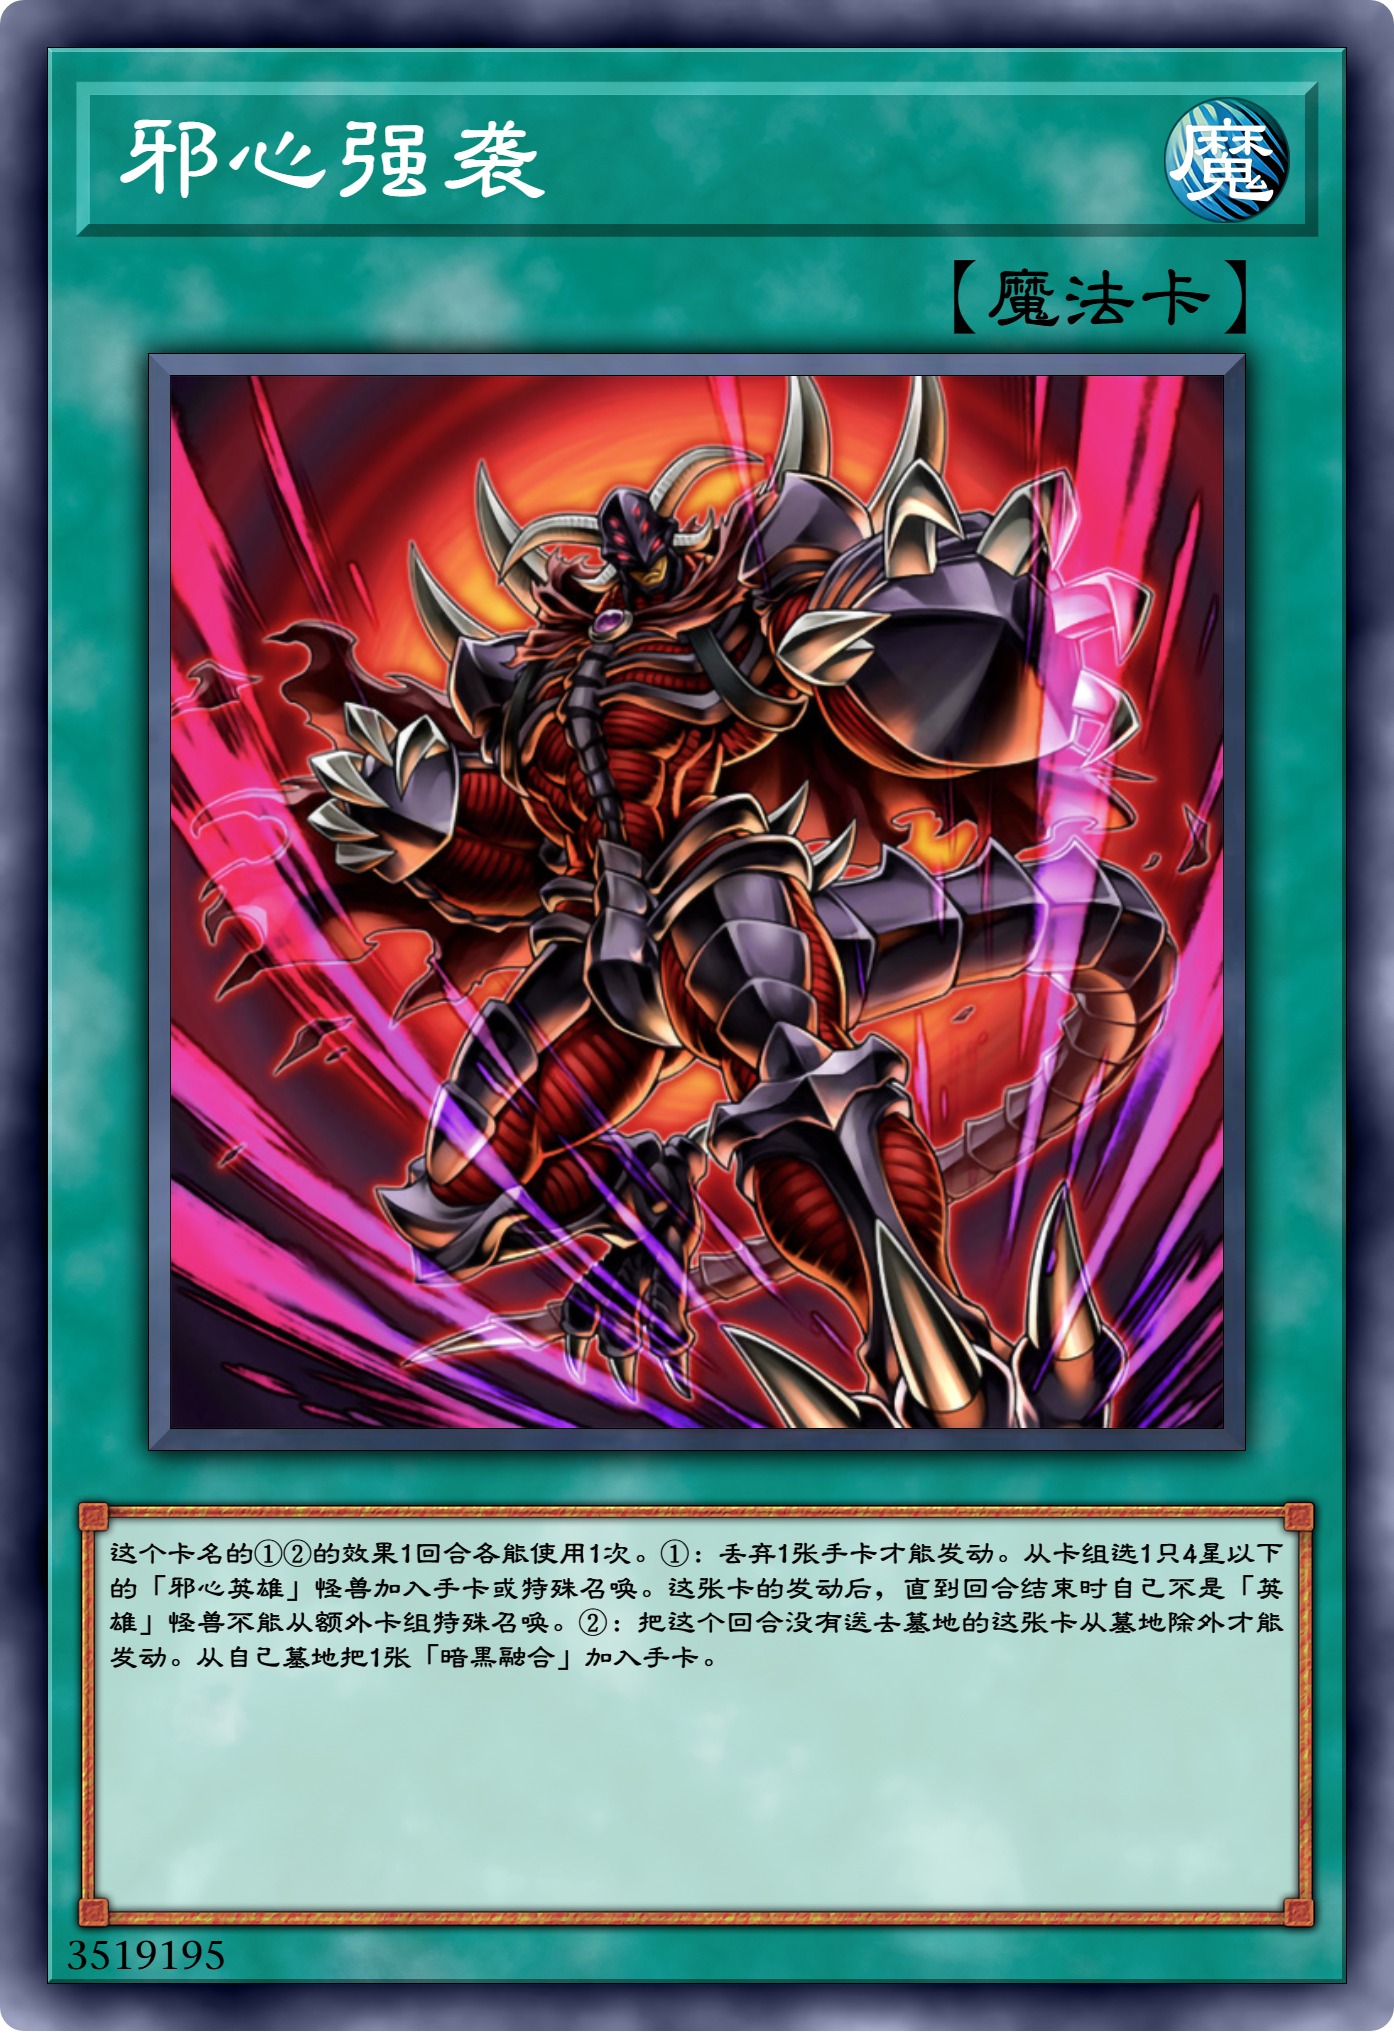 邪心强袭
魔
【魔法卡】
这个卡名的①②的效果1回合各能使用1次。①：丢弃1张手卡才能发动。从卡组选1只4星以下
的「邪心英雄」怪兽加入手卡或特殊召唤。这张卡的发动后，直到回合结束时自己不是「英
雄」怪兽不能从额外卡组特殊召唤。②：把这个回合没有送去墓地的这张卡从墓地除外才能
发动。从自己墓地把1张「暗黑融合」加入手卡。
3519195